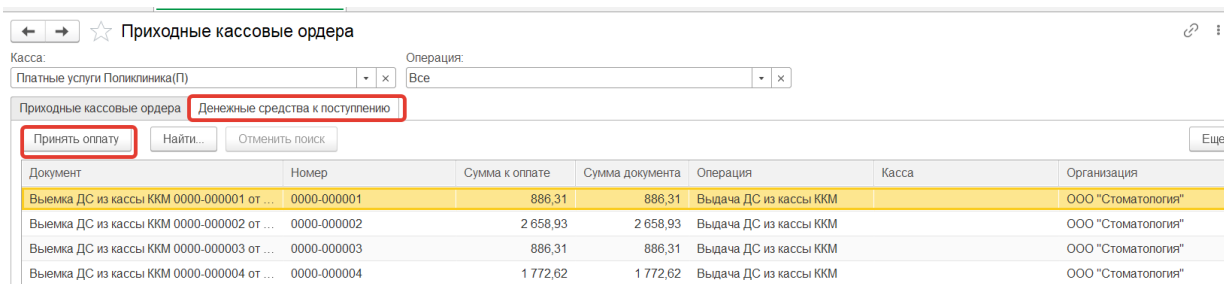 Приходные кассовые ордера
Касса: Операция:
Платные услуги Поликлиника(П) Все
Приходные кассовые ордера Денежные средства к поступлению
Принять оплату Найти... Отменить поиск Еще
Документ Номер Сумма к оплате Сумма документа Операция Касса Организация
Выемка ДС из кассы ККМ 0000-000001 от ... 0000-000001 886,31 886,31 Выдача ДС из кассы ККМ ООО "Стоматология"
Выемка ДС из кассы ККМ 0000-000002 от ... 0000-000002 2 658,93 2 658,93 Выдача ДС из кассы ККМ ООО "Стоматология"
Выемка ДС из кассы ККМ 0000-000003 от ... 0000-000003 886,31 886,31 Выдача ДС из кассы ККМ ООО "Стоматология"
Выемка ДС из кассы ККМ 0000-000004 от ... 0000-000004 1 772,62 1 772,62 Выдача ДС из кассы ККМ ООО "Стоматология"